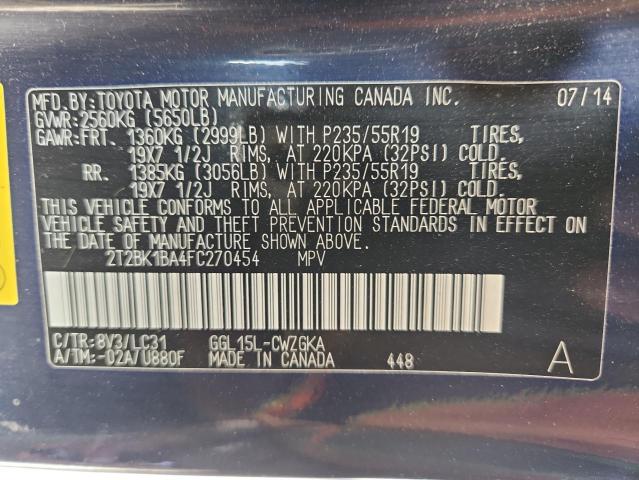 MFD.BY:TOYOTA MOTOR MANUFACTURING CANADA INC. 07/14
GVWR:2560KG (5650LB)
GAWR:FRT. 1360KG (2999LB) WITH P235/55R19 TIRES,
19X7 1/2J RIMS, AT 220KPA (32PSI) COLD.
RR. 1385KG (3056LB) WITH P235/55R19 TIRES,
19X7 1/2J RIMS, AT 220KPA (32PSI) COLD.
THIS VEHICLE CONFORMS TO ALL APPLICABLE FEDERAL MOTOR
VEHICLE SAFETY AND THEFT PREVENTION STANDARDS IN EFFECT ON
THE DATE OF MANUFACTURE SHOWN ABOVE.
2T2BK1BA4FC270454 MPV
C/TR:8V3/LC31 GGL15L-CWZGKA
A/TM:-02A/U880F MADE IN CANADA 448 A